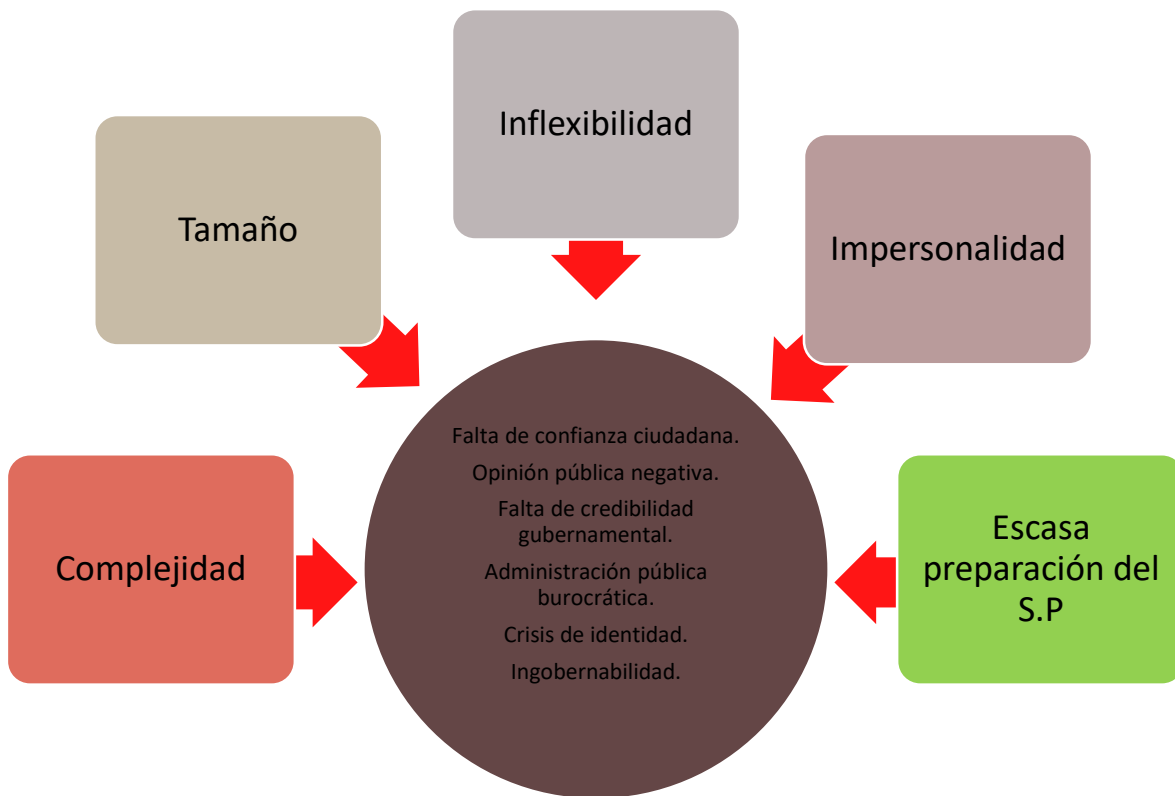 Inflexibilidad
Tamaño
Impersonalidad
Complejidad
Falta de confianza ciudadana.
Opinión pública negativa.
Falta de credibilidad
gubernamental.
Administración pública
burocrática.
Crisis de identidad.
Ingobernabilidad.
Escasa
preparación del
S.P